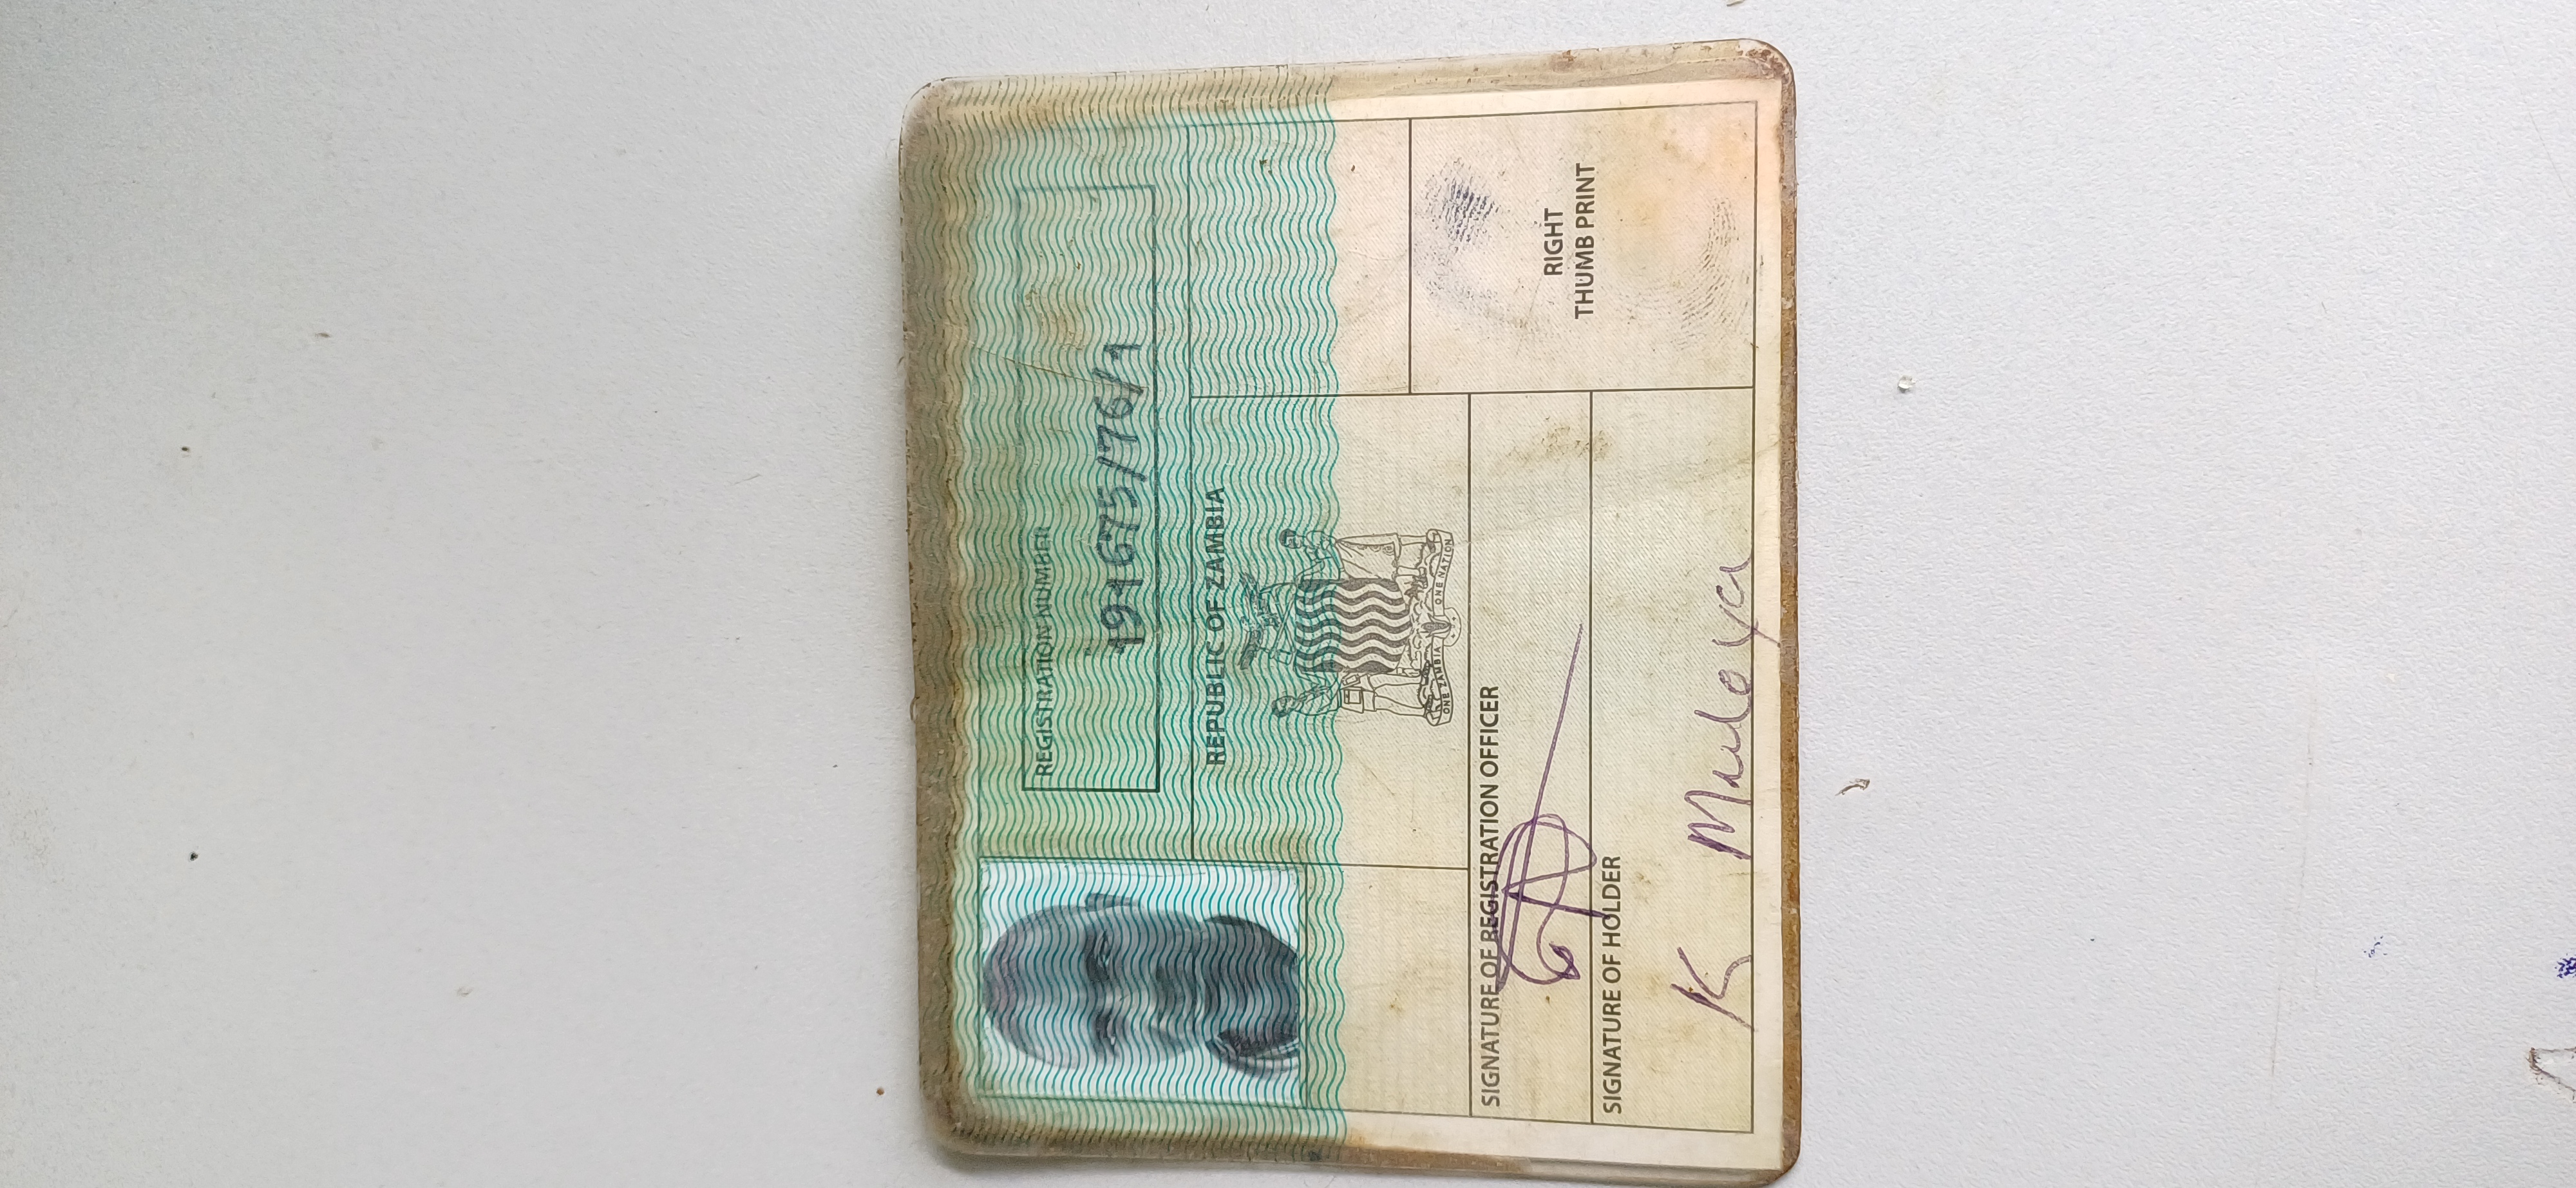 REGISTRATION NUMBER
191675/76/1
REPUBLIC OF ZAMBIA
ONE ZAMBIA ONE NATION
SIGNATURE OF REGISTRATION OFFICER
SIGNATURE OF HOLDER
K Muleya
RIGHT
THUMB PRINT